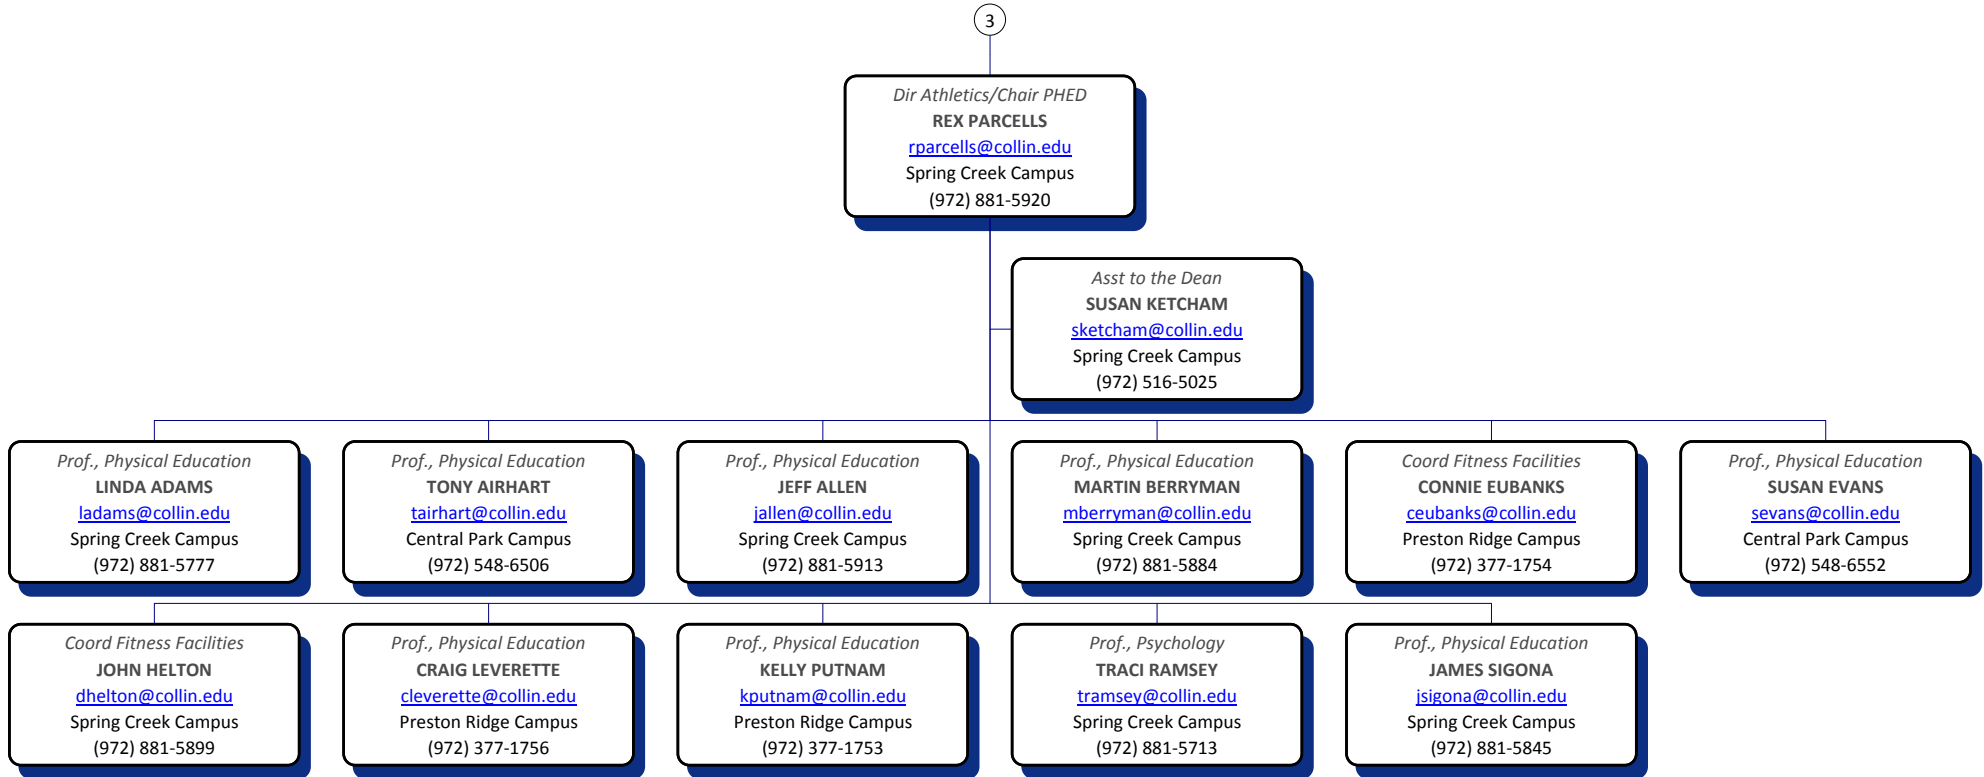 3
Dir Athletics/Chair PHED
REX PARCELLS
rparcells@collin.edu
Spring Creek Campus
(972) 881-5920
Asst to the Dean
SUSAN KETCHAM
sketcham@collin.edu
Spring Creek Campus
(972) 516-5025
Prof., Physical Education
LINDA ADAMS
ladams@collin.edu
Spring Creek Campus
(972) 881-5777
Prof., Physical Education
TONY AIRHART
tairhart@collin.edu
Central Park Campus
(972) 548-6506
Prof., Physical Education
JEFF ALLEN
jallen@collin.edu
Spring Creek Campus
(972) 881-5913
Prof., Physical Education
MARTIN BERRYMAN
mberryman@collin.edu
Spring Creek Campus
(972) 881-5884
Coord Fitness Facilities
CONNIE EUBANKS
ceubanks@collin.edu
Preston Ridge Campus
(972) 377-1754
Prof., Physical Education
SUSAN EVANS
sevans@collin.edu
Central Park Campus
(972) 548-6552
Coord Fitness Facilities
JOHN HELTON
dhelton@collin.edu
Spring Creek Campus
(972) 881-5899
Prof., Physical Education
CRAIG LEVERETTE
cleverette@collin.edu
Preston Ridge Campus
(972) 377-1756
Prof., Physical Education
KELLY PUTNAM
kputnam@collin.edu
Preston Ridge Campus
(972) 377-1753
Prof., Psychology
TRACI RAMSEY
tramsey@collin.edu
Spring Creek Campus
(972) 881-5713
Prof., Physical Education
JAMES SIGONA
jsigona@collin.edu
Spring Creek Campus
(972) 881-5845